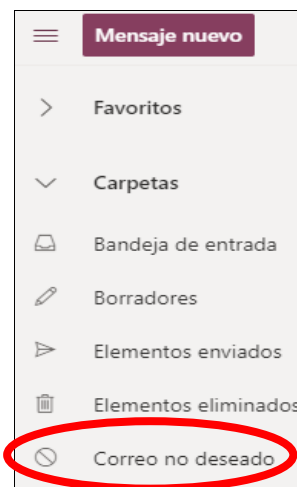 Mensaje nuevo
Favoritos
Carpetas
Bandeja de entrada
Borradores
Elementos enviados
Elementos eliminados
Correo no deseado